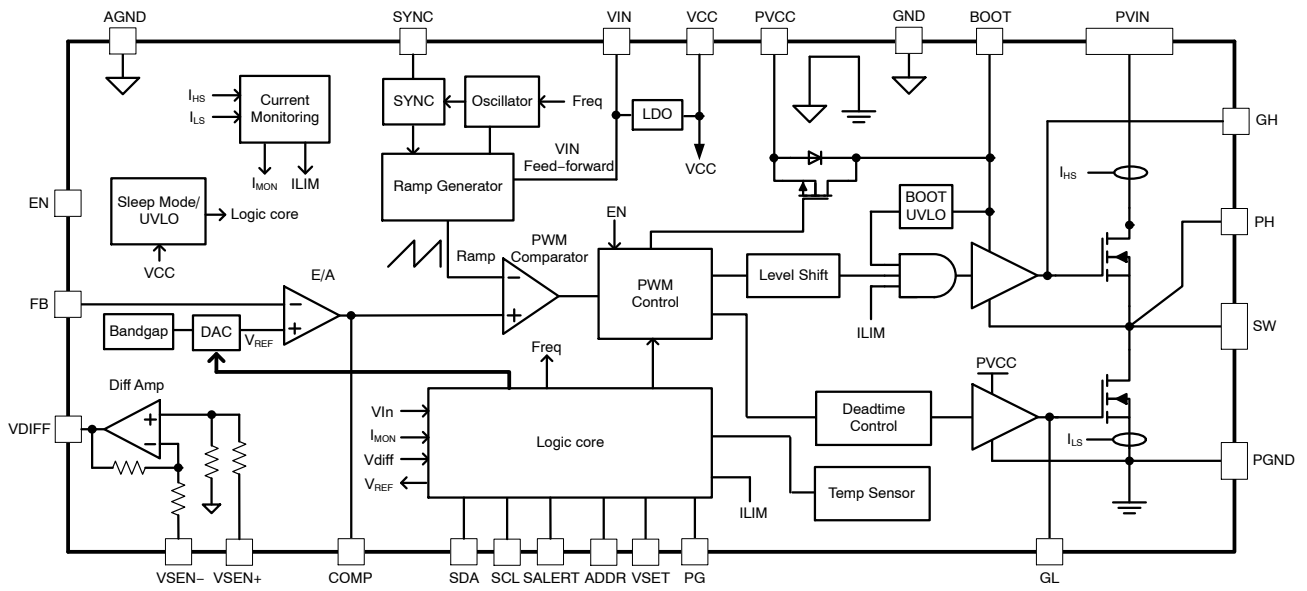 AGND
SYNC
VIN
VCC
PVCC
GND
BOOT
PVIN
I_HS
I_LS
Current
Monitoring
I_MON
ILIM
SYNC
Oscillator
Freq
LDO
VCC
VIN
Feed–forward
Ramp Generator
GH
I_HS
EN
Sleep Mode/
UVLO
Logic core
VCC
EN
BOOT
UVLO
PH
Ramp
PWM
Comparator
E/A
PWM
Control
Level Shift
ILIM
FB
Bandgap
DAC
V_REF
SW
Freq
Diff Amp
PVCC
VDIFF
VIn
I_MON
Vdiff
V_REF
Logic core
Deadtime
Control
I_LS
PGND
Temp Sensor
ILIM
VSEN–
VSEN+
COMP
SDA
SCL
SALERT
ADDR
VSET
PG
GL